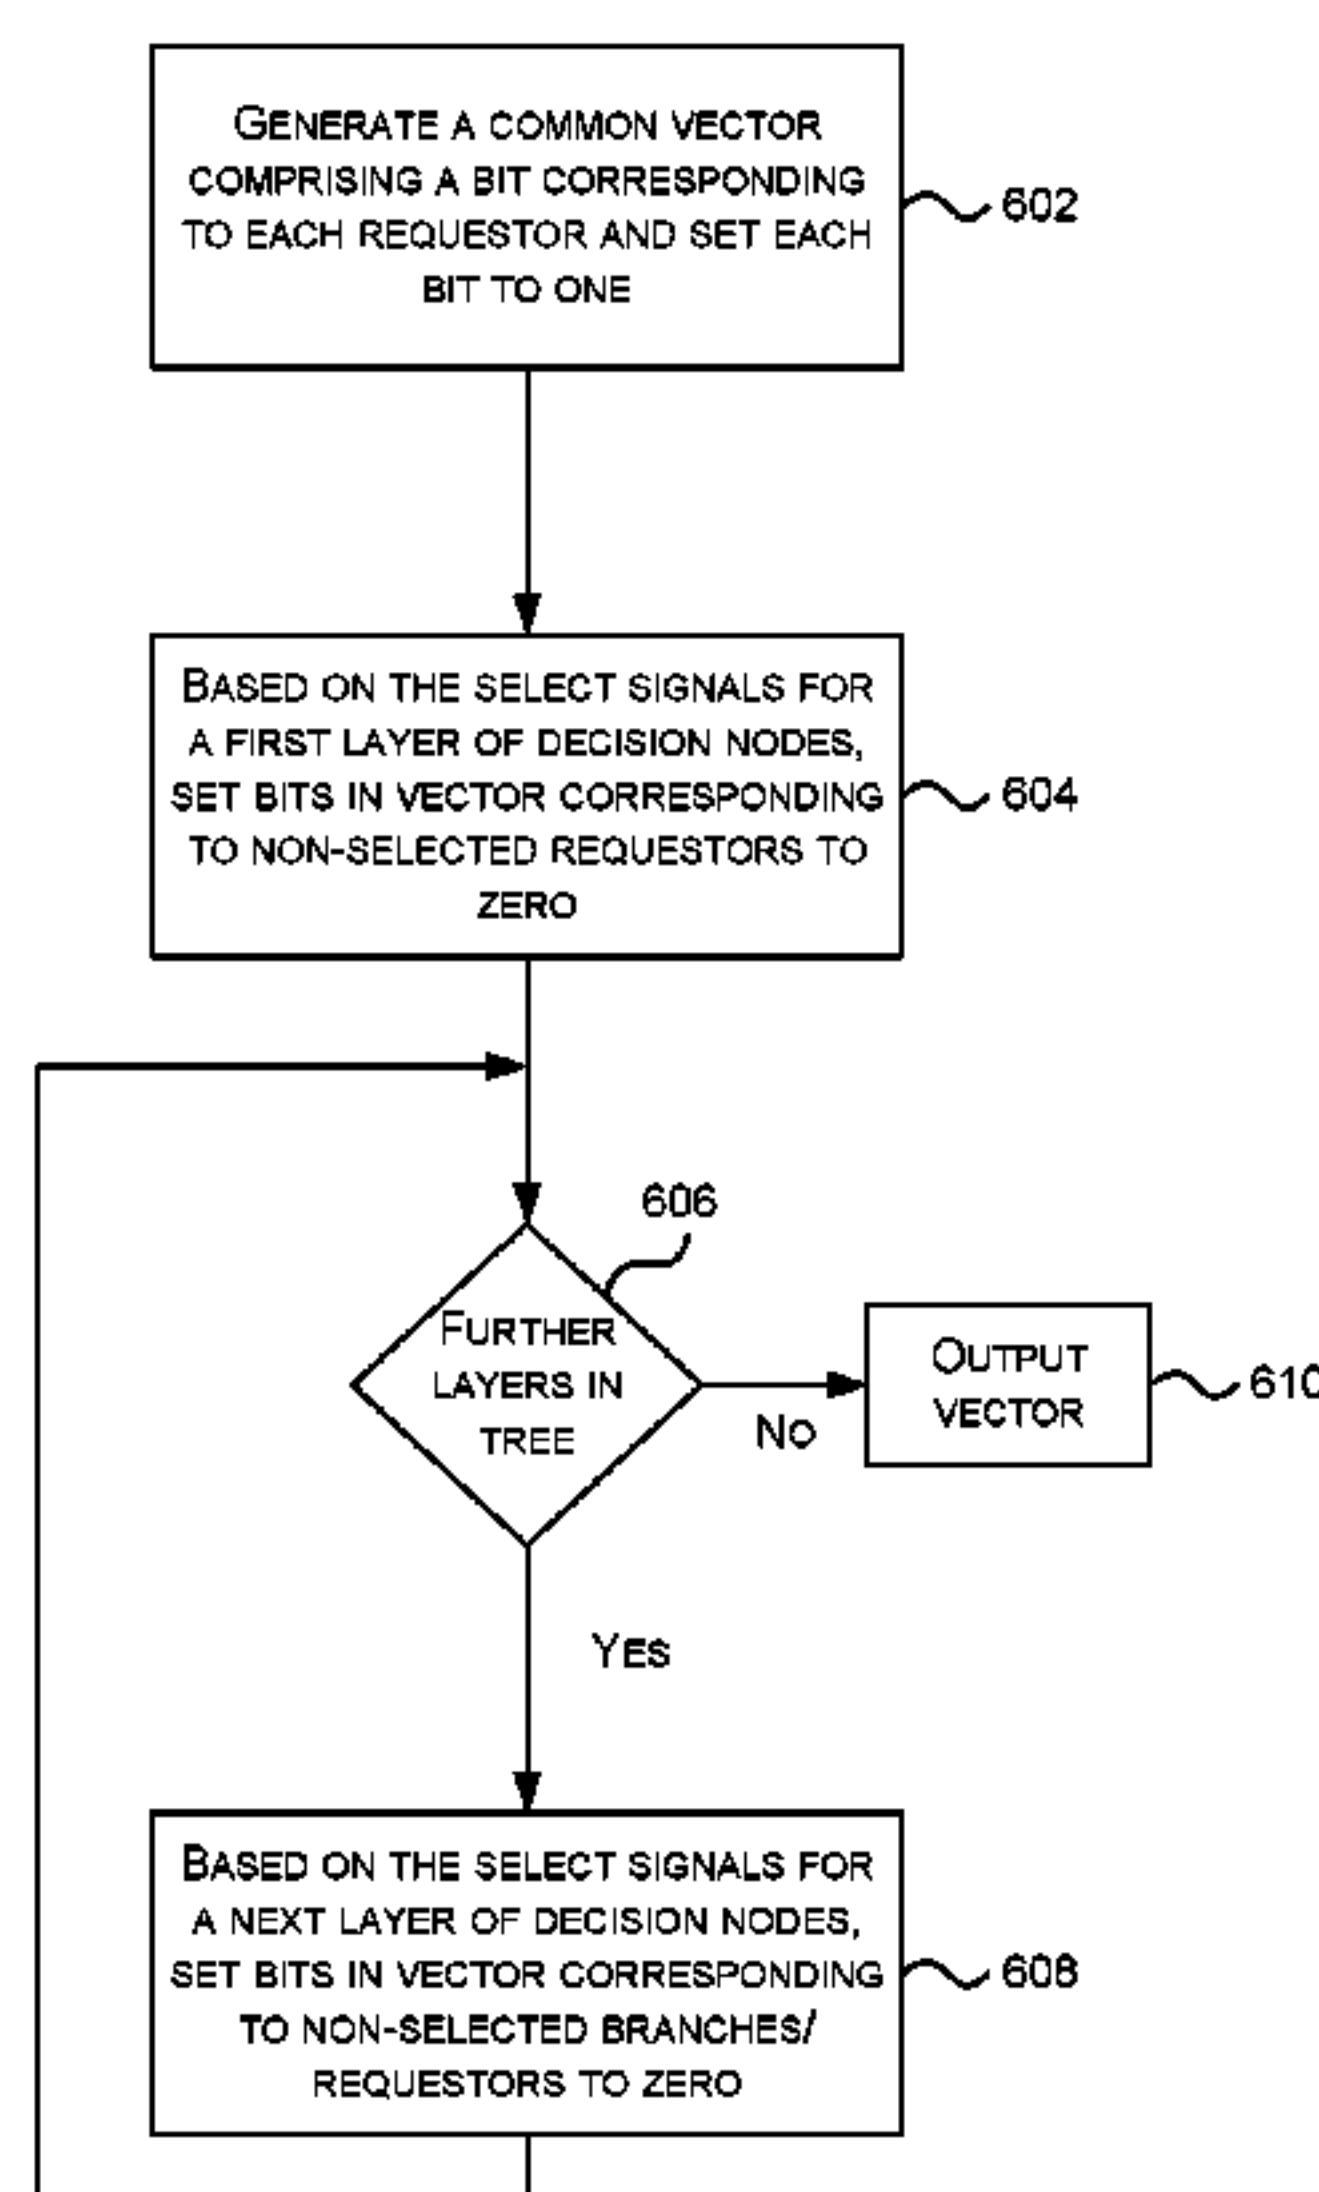 GENERATE A COMMON VECTOR
COMPRISING A BIT CORRESPONDING
TO EACH REQUESTOR AND SET EACH
BIT TO ONE
602
BASED ON THE SELECT SIGNALS FOR
A FIRST LAYER OF DECISION NODES,
SET BITS IN VECTOR CORRESPONDING
TO NON-SELECTED REQUESTORS TO
ZERO
604
606
FURTHER
LAYERS IN
TREE
NO
OUTPUT
VECTOR
610
YES
BASED ON THE SELECT SIGNALS FOR
A NEXT LAYER OF DECISION NODES,
SET BITS IN VECTOR CORRESPONDING
TO NON-SELECTED BRANCHES/
REQUESTORS TO ZERO
608